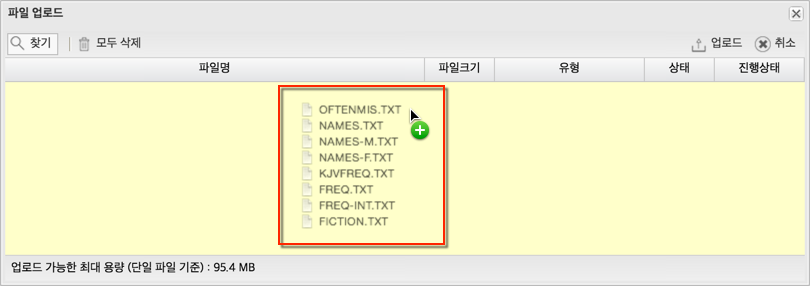 파일 업로드
찾기 모두 삭제 업로드 취소
파일명 파일크기 유형 상태 진행상태
OFTENMIS.TXT
NAMES.TXT
NAMES-M.TXT
NAMES-F.TXT
KJVFREQ.TXT
FREQ.TXT
FREQ-INT.TXT
FICTION.TXT
업로드 가능한 최대 용량 (단일 파일 기준) : 95.4 MB